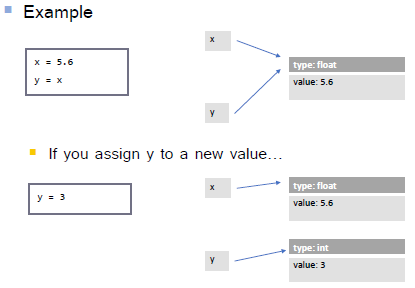 Example
x = 5.6
y = x
x
type: float
value: 5.6
y
If you assign y to a new value...
y = 3
x
type: float
value: 5.6
y
type: int
value: 3